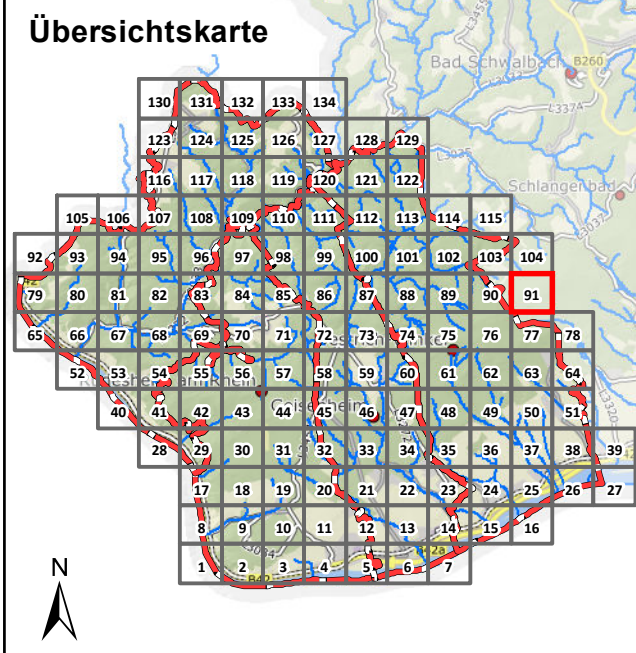 Übersichtskarte
Bad Schwalbach B260
L3374
L3035
Schlangenbad
L3037
130 131 132 133 134
123 124 125 126 127 128 129
116 117 118 119 120 121 122
105 106 107 108 109 110 111 112 113 114 115
92 93 94 95 96 97 98 99 100 101 102 103 104
79 80 81 82 83 84 85 86 87 88 89 90 91
65 66 67 68 69 70 71 72 73 74 75 76 77 78
52 53 54 55 56 57 58 59 60 61 62 63 64
40 41 42 43 44 45 46 47 48 49 50 51
28 29 30 31 32 33 34 35 36 37 38 39
17 18 19 20 21 22 23 24 25 26 27
8 9 10 11 12 13 14 15 16
1 2 3 4 5 6 7
L3320
L3034
B42
B42a
N